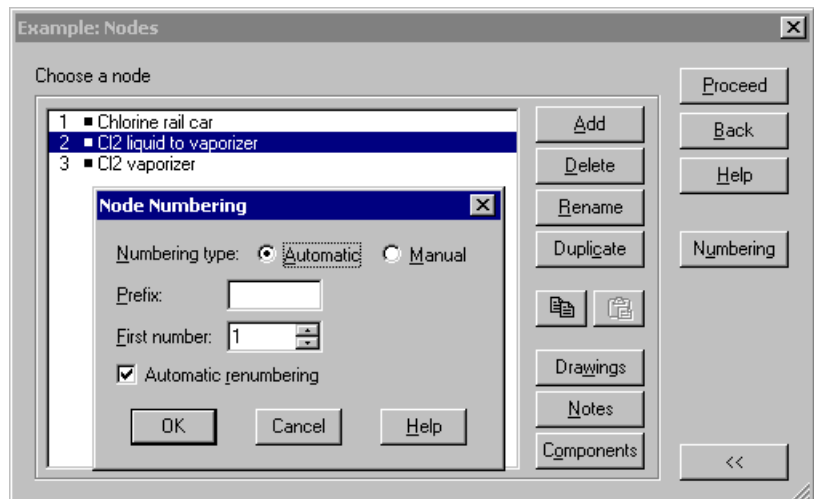 Example: Nodes
Choose a node
1 ■ Chlorine rail car
2 ■ Cl2 liquid to vaporizer
3 ■ Cl2 vaporizer
Node Numbering
Numbering type: Automatic Manual
Prefix:
First number: 1
Automatic renumbering
OK Cancel Help
Add
Delete
Rename
Duplicate
Drawings
Notes
Components
Proceed
Back
Help
Numbering
<<